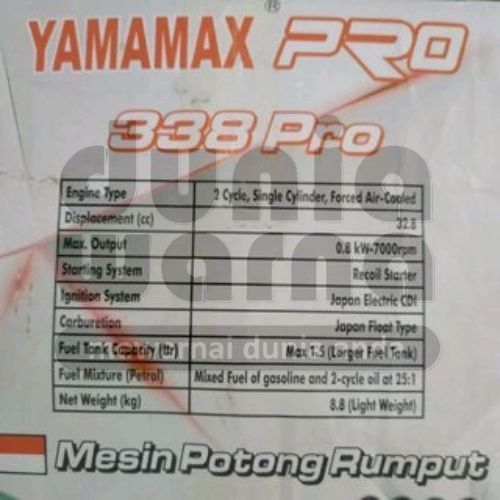 YAMAMAX ® PRO
338 Pro
Engine Type 2 Cycle, Single Cylinder, Forced Air-Cooled
Displacement (cc) 32.8
Max. Output 0.8 kW-7000rpm
Starting System Recoil Starter
Ignition System Japan Electric CDI
Carburetion Japan Float Type
Fuel Tank Capacity (ltr) Max 1.5 (Larger Fuel Tank)
Fuel Mixture (Petrol) Mixed Fuel of gasoline and 2-cycle oil at 25:1
Net Weight (kg) 8.8 (Light Weight)
Mesin Potong Rumput
dunia
warna